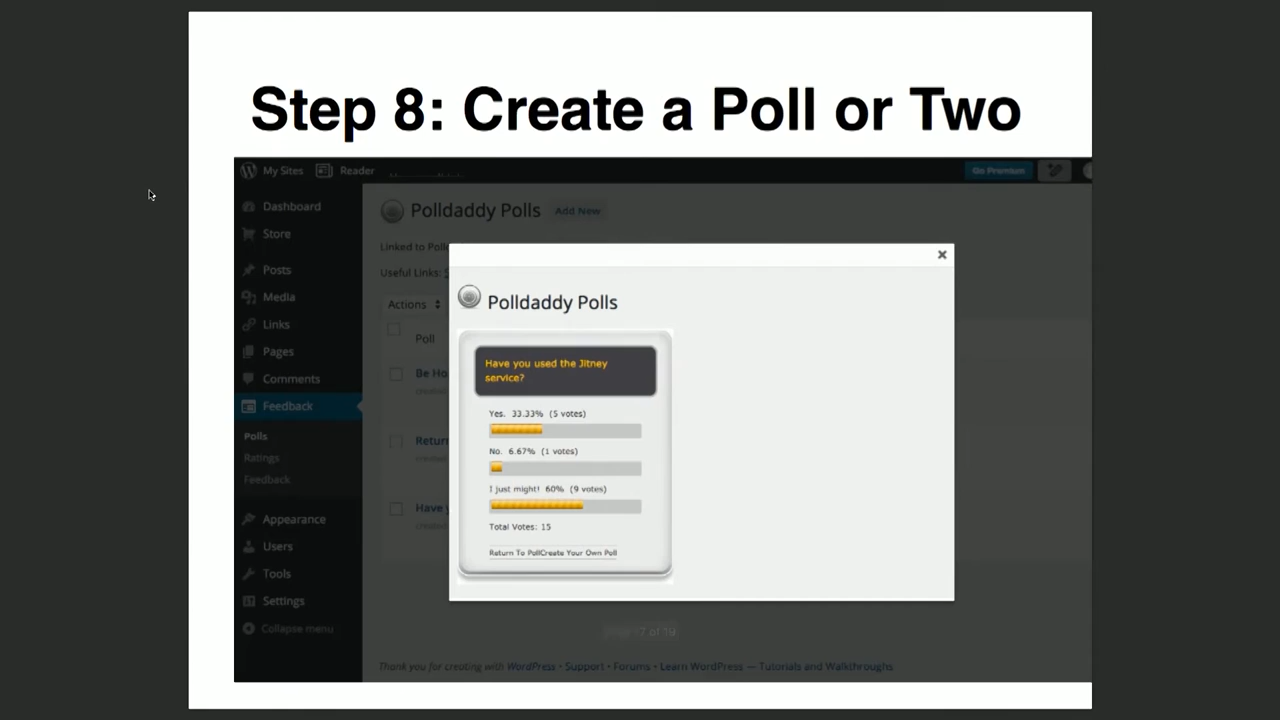 Step 8: Create a Poll or Two
My Sites Reader Go Premium
Dashboard
Store
Posts
Media
Links
Pages
Comments
Feedback
Polls
Ratings
Feedback
Appearance
Users
Tools
Settings
Collapse menu
Polldaddy Polls Add New
Linked to Poll
Useful Links:
Actions
Poll
Be Ho
Return
Have y
Polldaddy Polls
Have you used the Jitney
service?
Yes. 33.33% (5 votes)
No. 6.67% (1 votes)
I just might! 60% (9 votes)
Total Votes: 15
Return To PollCreate Your Own Poll
7 of 19
Thank you for creating with WordPress • Support • Forums • Learn WordPress — Tutorials and Walkthroughs